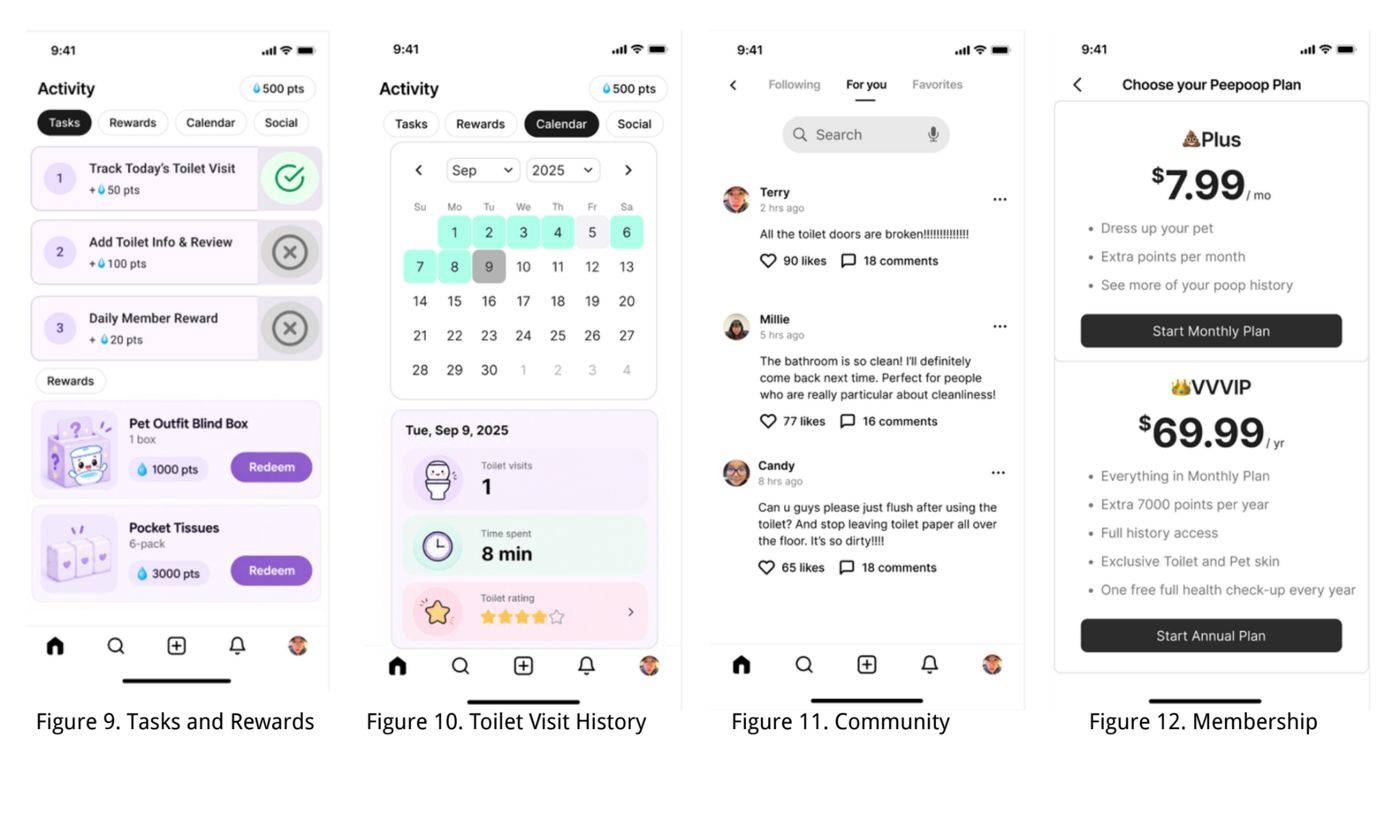 9:41
Activity
500 pts
Tasks Rewards Calendar Social
1
Track Today's Toilet Visit
+ 50 pts
2
Add Toilet Info & Review
+ 100 pts
3
Daily Member Reward
+ 20 pts
Rewards
Pet Outfit Blind Box
1 box
1000 pts
Redeem
Pocket Tissues
6-pack
3000 pts
Redeem
Figure 9. Tasks and Rewards
9:41
Activity
500 pts
Tasks Rewards Calendar Social
Sep 2025
Su Mo Tu We Th Fr Sa
1 2 3 4 5 6
7 8 9 10 11 12 13
14 15 16 17 18 19 20
21 22 23 24 25 26 27
28 29 30 1 2 3 4
Tue, Sep 9, 2025
Toilet visits
1
Time spent
8 min
Toilet rating
Figure 10. Toilet Visit History
9:41
Following For you Favorites
Search
Terry
2 hrs ago
All the toilet doors are broken!!!!!!!!!!!!!!
90 likes 18 comments
Millie
5 hrs ago
The bathroom is so clean! I'll definitely
come back next time. Perfect for people
who are really particular about cleanliness!
77 likes 16 comments
Candy
8 hrs ago
Can u guys please just flush after using the
toilet? And stop leaving toilet paper all over
the floor. It's so dirty!!!!
65 likes 18 comments
Figure 11. Community
9:41
Choose your Peepoop Plan
Plus
$7.99/ mo
• Dress up your pet
• Extra points per month
• See more of your poop history
Start Monthly Plan
VVVIP
$69.99/ yr
• Everything in Monthly Plan
• Extra 7000 points per year
• Full history access
• Exclusive Toilet and Pet skin
• One free full health check-up every year
Start Annual Plan
Figure 12. Membership